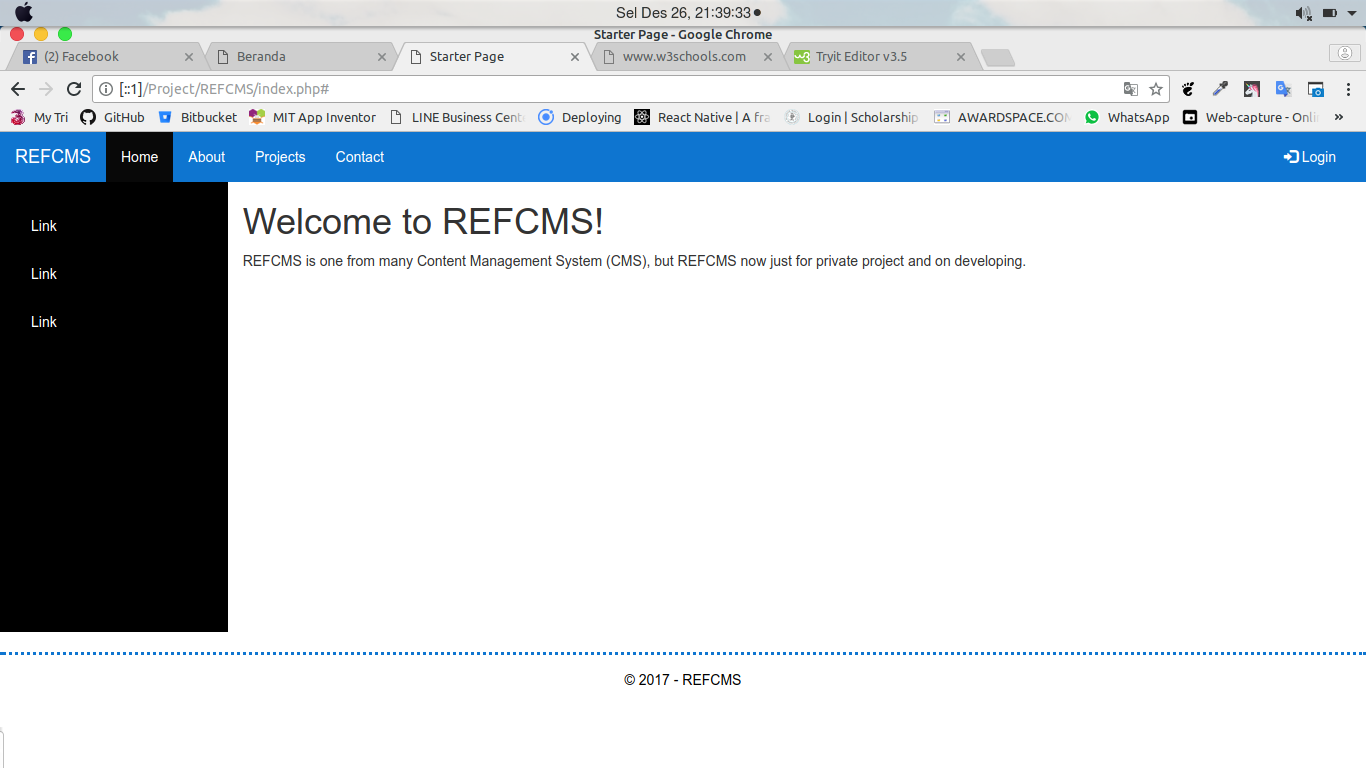 Sel Des 26, 21:39:33
Starter Page - Google Chrome
(2) Facebook Beranda Starter Page www.w3schools.com Tryit Editor v3.5
[::1]/Project/REFCMS/index.php#
My Tri GitHub Bitbucket MIT App Inventor LINE Business Cent Deploying React Native | A fra Login | Scholarship AWARDSPACE.COM WhatsApp Web-capture - Onli »
REFCMS Home About Projects Contact Login
Link
Link
Link
Welcome to REFCMS!
REFCMS is one from many Content Management System (CMS), but REFCMS now just for private project and on developing.
© 2017 - REFCMS